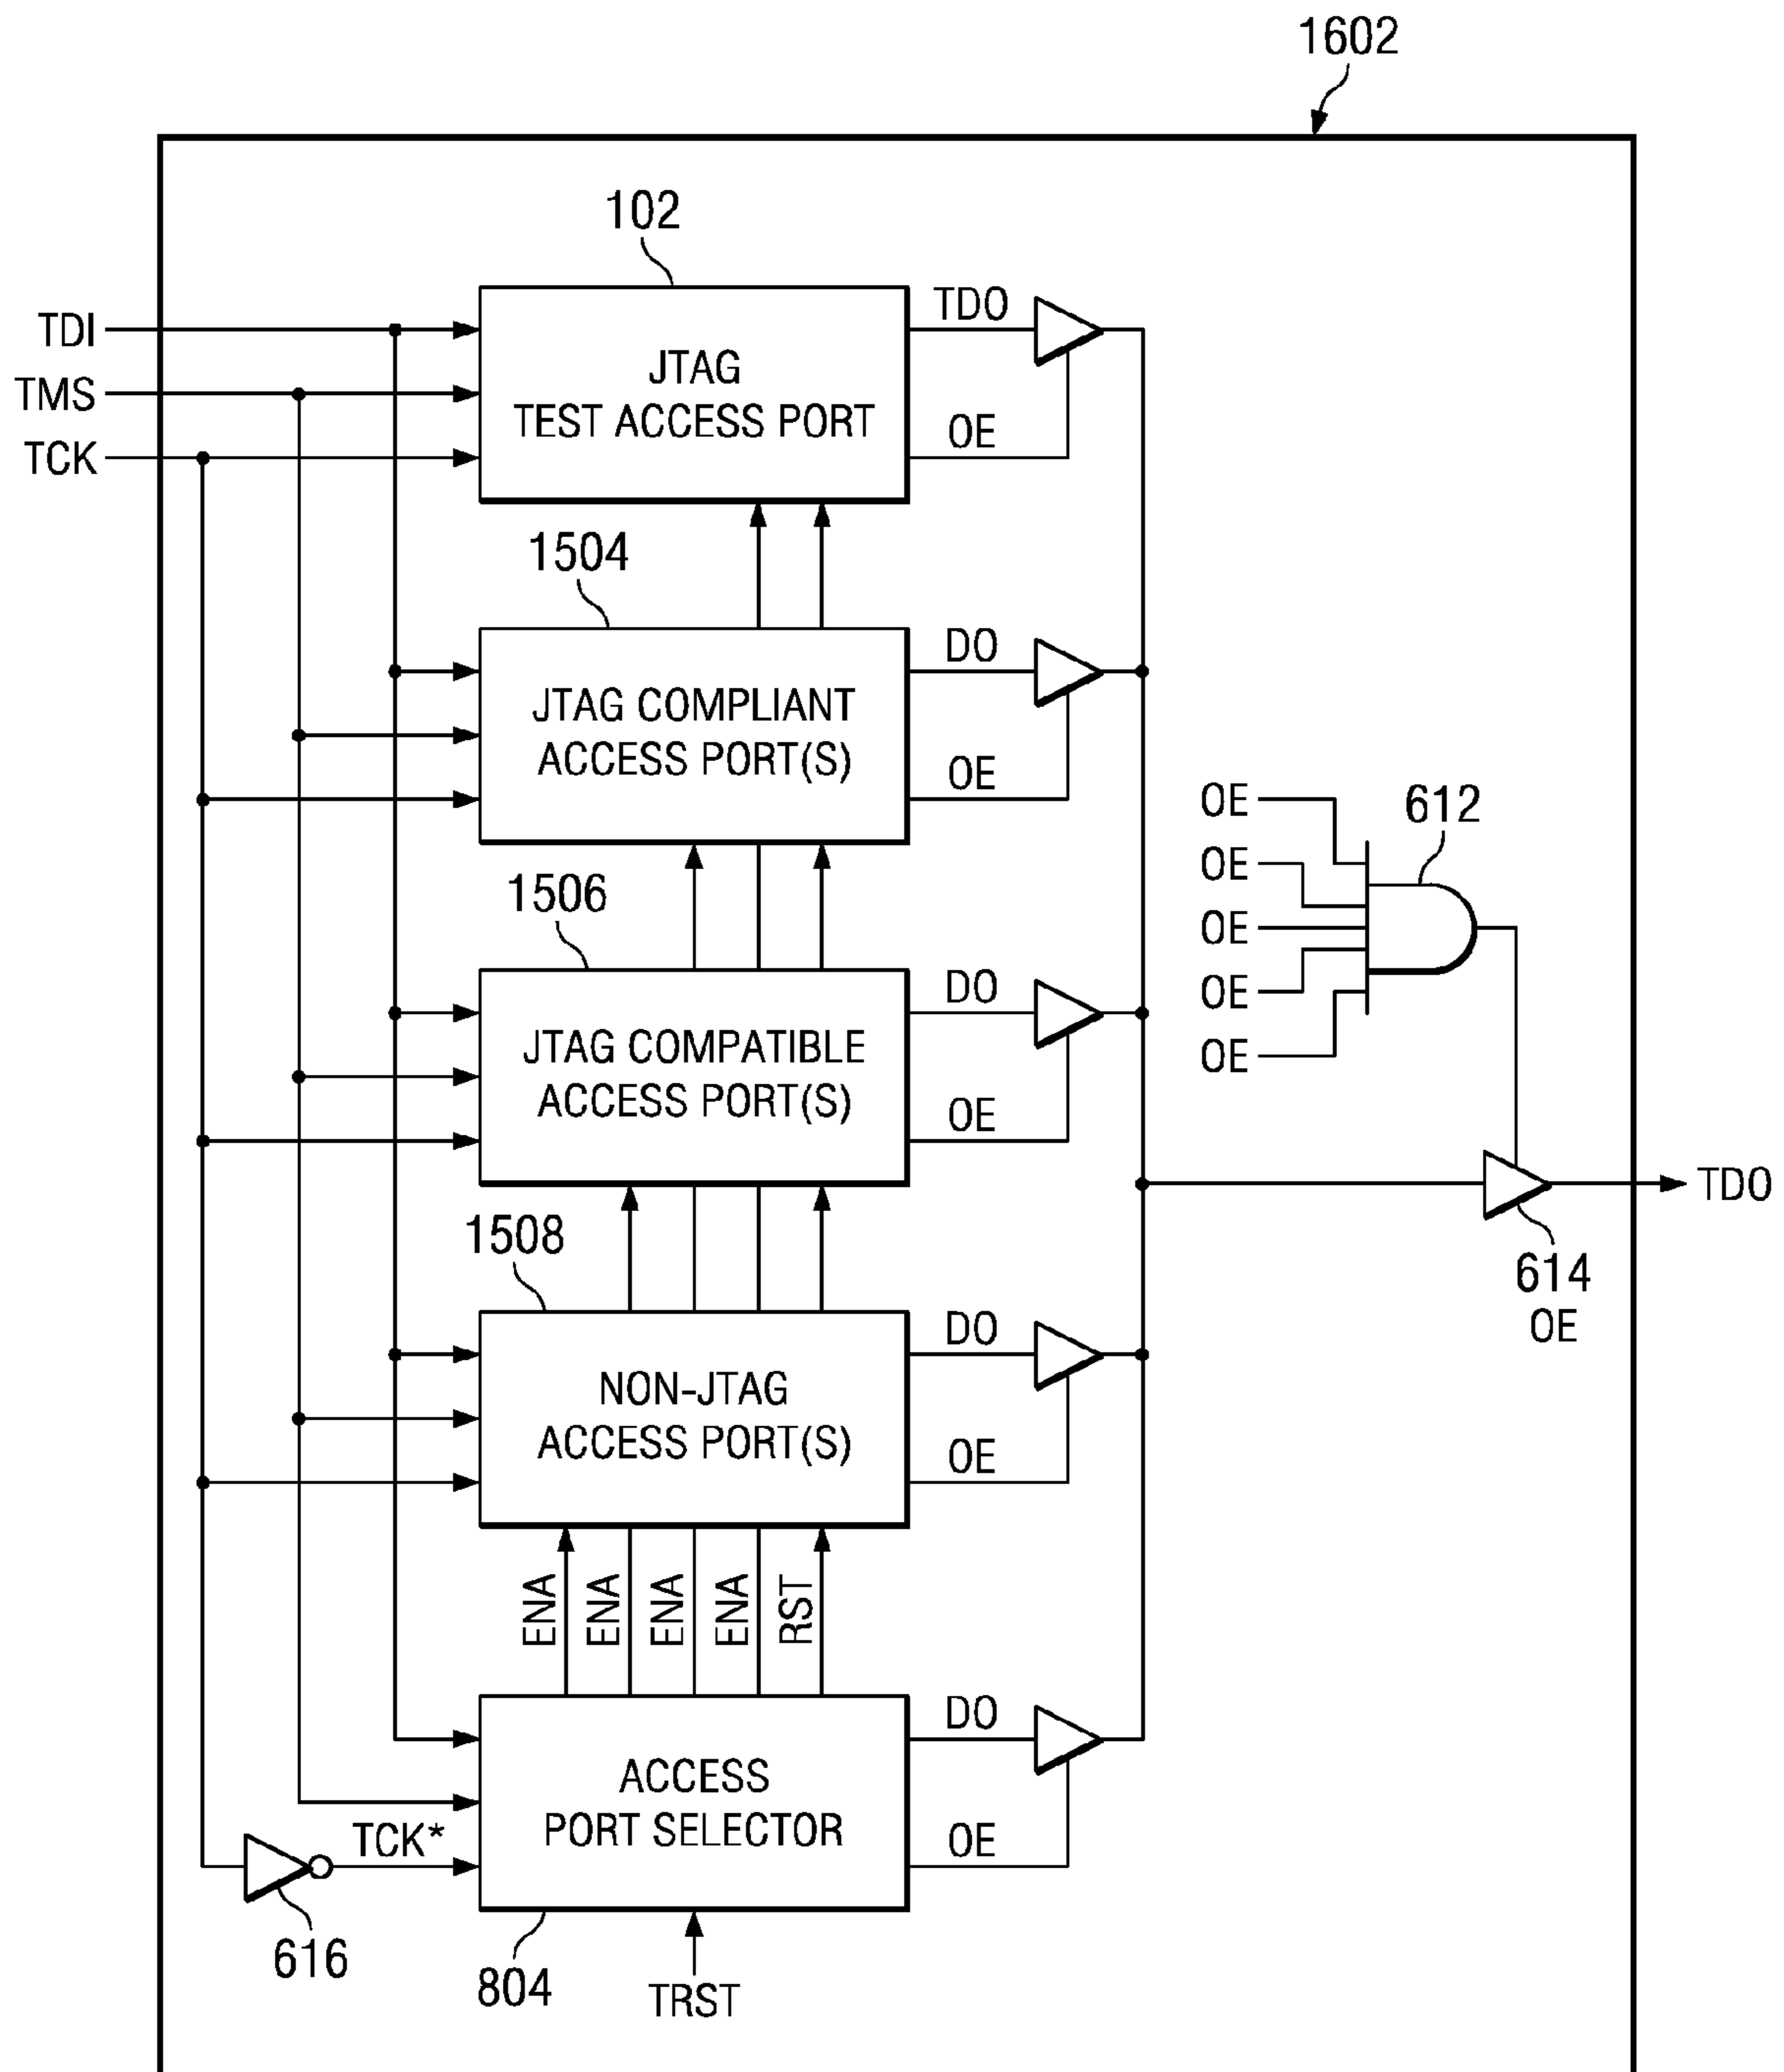 1602
102
TDI
TMS
TCK
JTAG
TEST ACCESS PORT
TDO
OE
1504
JTAG COMPLIANT
ACCESS PORT(S)
DO
OE
1506
JTAG COMPATIBLE
ACCESS PORT(S)
DO
OE
OE
OE
OE
OE
OE
612
TDO
614
OE
1508
NON-JTAG
ACCESS PORT(S)
DO
OE
ENA
ENA
ENA
ENA
RST
ACCESS
PORT SELECTOR
DO
OE
TCK*
616
804
TRST